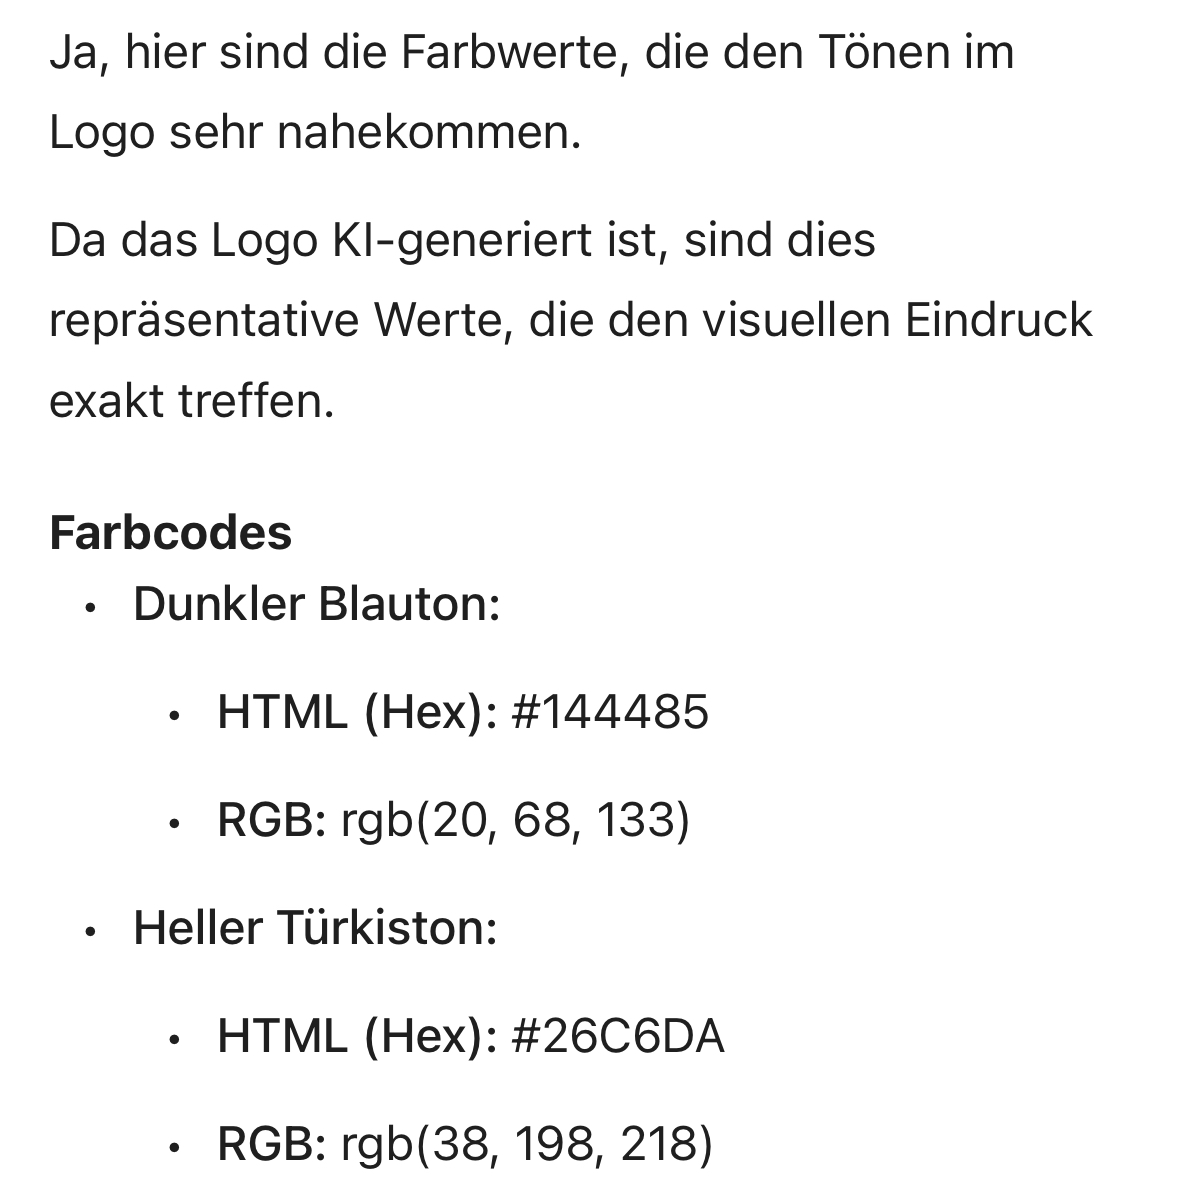 Ja, hier sind die Farbwerte, die den Tönen im
Logo sehr nahekommen.
Da das Logo KI-generiert ist, sind dies
repräsentative Werte, die den visuellen Eindruck
exakt treffen.
Farbcodes
• Dunkler Blauton:
• HTML (Hex): #144485
• RGB: rgb(20, 68, 133)
• Heller Türkiston:
• HTML (Hex): #26C6DA
• RGB: rgb(38, 198, 218)